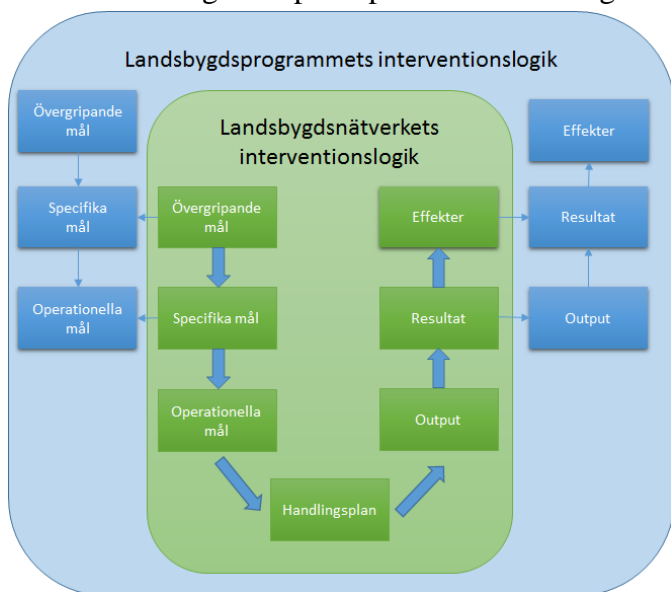 Landsbygdsprogrammets interventionslogik
Övergripande
mål
Specifika
mål
Operationella
mål
Landsbygdsnätverkets
interventionslogik
Övergripande
mål
Specifika mål
Operationella
mål
Handlingsplan
Effekter
Resultat
Output
Effekter
Resultat
Output